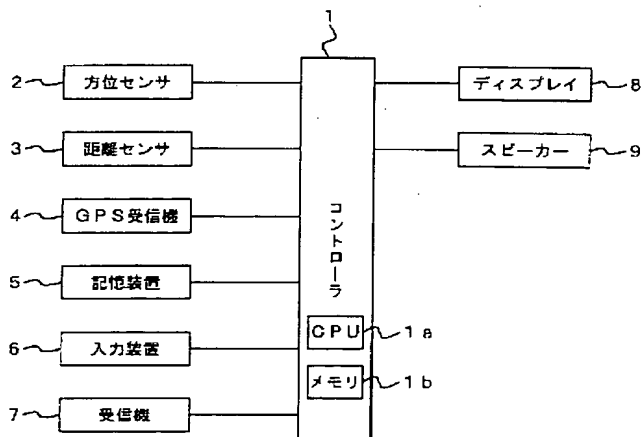 1
2 方位センサ
3 距離センサ
4 GPS受信機
5 記憶装置
6 入力装置
7 受信機
コントローラ
CPU 1a
メモリ 1b
ディスプレイ 8
スピーカー 9